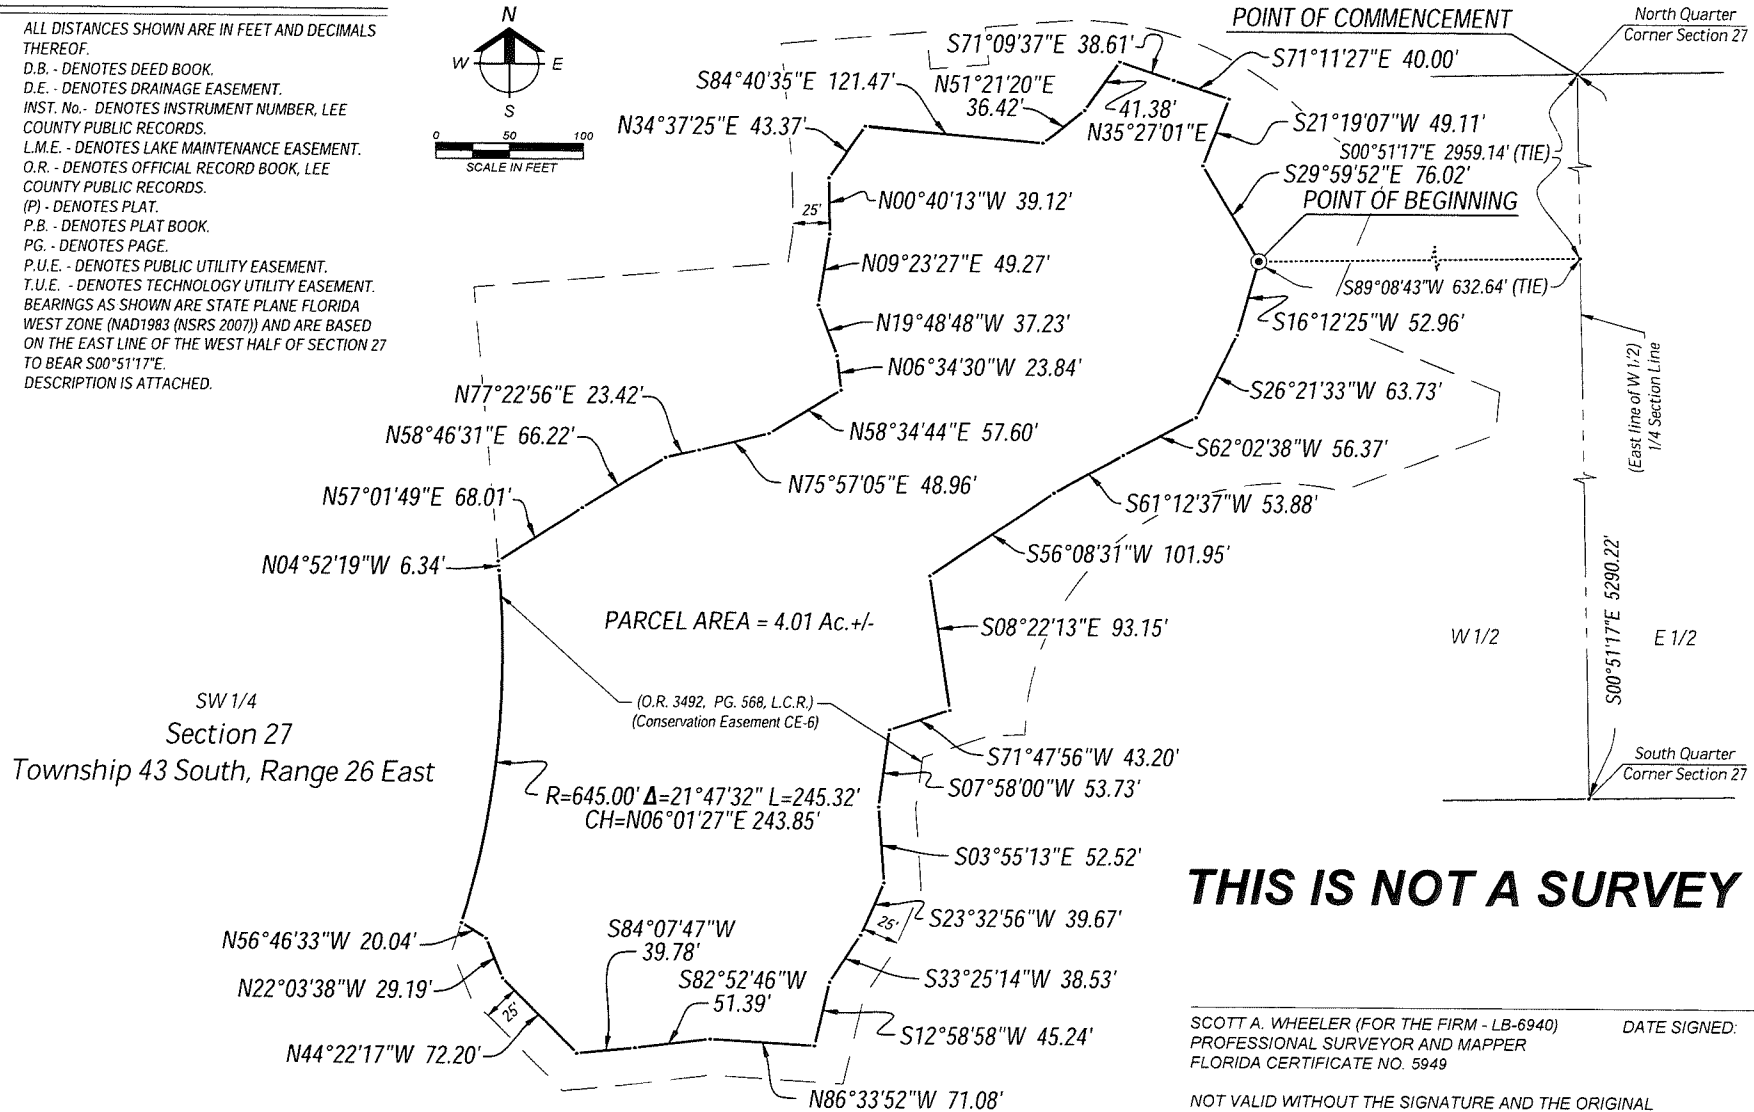 ALL DISTANCES SHOWN ARE IN FEET AND DECIMALS
THEREOF.
D.B. - DENOTES DEED BOOK.
D.E. - DENOTES DRAINAGE EASEMENT.
INST. No.- DENOTES INSTRUMENT NUMBER, LEE
COUNTY PUBLIC RECORDS.
L.M.E. - DENOTES LAKE MAINTENANCE EASEMENT.
O.R. - DENOTES OFFICIAL RECORD BOOK, LEE
COUNTY PUBLIC RECORDS.
(P) - DENOTES PLAT.
P.B. - DENOTES PLAT BOOK.
PG. - DENOTES PAGE.
P.U.E. - DENOTES PUBLIC UTILITY EASEMENT.
T.U.E. - DENOTES TECHNOLOGY UTILITY EASEMENT.
BEARINGS AS SHOWN ARE STATE PLANE FLORIDA
WEST ZONE (NAD1983 (NSRS 2007)) AND ARE BASED
ON THE EAST LINE OF THE WEST HALF OF SECTION 27
TO BEAR S00°51'17"E.
DESCRIPTION IS ATTACHED.
N
W E
S
0 50 100
SCALE IN FEET
POINT OF COMMENCEMENT
North Quarter
Corner Section 27
S71°09'37"E 38.61'
S71°11'27"E 40.00'
S84°40'35"E 121.47'
N51°21'20"E
36.42'
41.38'
N35°27'01"E
N34°37'25"E 43.37'
S21°19'07"W 49.11'
S00°51'17"E 2959.14' (TIE)
S29°59'52"E 76.02'
POINT OF BEGINNING
25'
N00°40'13"W 39.12'
N09°23'27"E 49.27'
S89°08'43"W 632.64' (TIE)
N19°48'48"W 37.23'
S16°12'25"W 52.96'
N06°34'30"W 23.84'
(East line of W 1/2)
1/4 Section Line
N77°22'56"E 23.42'
S26°21'33"W 63.73'
N58°46'31"E 66.22'
N58°34'44"E 57.60'
S62°02'38"W 56.37'
N57°01'49"E 68.01'
N75°57'05"E 48.96'
S61°12'37"W 53.88'
N04°52'19"W 6.34'
S56°08'31"W 101.95'
PARCEL AREA = 4.01 Ac.+/-
S08°22'13"E 93.15'
W 1/2
S00°51'17"E 5290.22'
E 1/2
SW 1/4
Section 27
Township 43 South, Range 26 East
(O.R. 3492, PG. 568, L.C.R.)
(Conservation Easement CE-6)
S71°47'56"W 43.20'
South Quarter
Corner Section 27
S07°58'00"W 53.73'
R=645.00' Δ=21°47'32" L=245.32'
CH=N06°01'27"E 243.85'
S03°55'13"E 52.52'
THIS IS NOT A SURVEY
S23°32'56"W 39.67'
25'
N56°46'33"W 20.04'
S84°07'47"W
39.78'
N22°03'38"W 29.19'
S82°52'46"W
51.39'
S33°25'14"W 38.53'
25'
S12°58'58"W 45.24'
N44°22'17"W 72.20'
N86°33'52"W 71.08'
SCOTT A. WHEELER (FOR THE FIRM - LB-6940) DATE SIGNED:
PROFESSIONAL SURVEYOR AND MAPPER
FLORIDA CERTIFICATE NO. 5949
NOT VALID WITHOUT THE SIGNATURE AND THE ORIGINAL